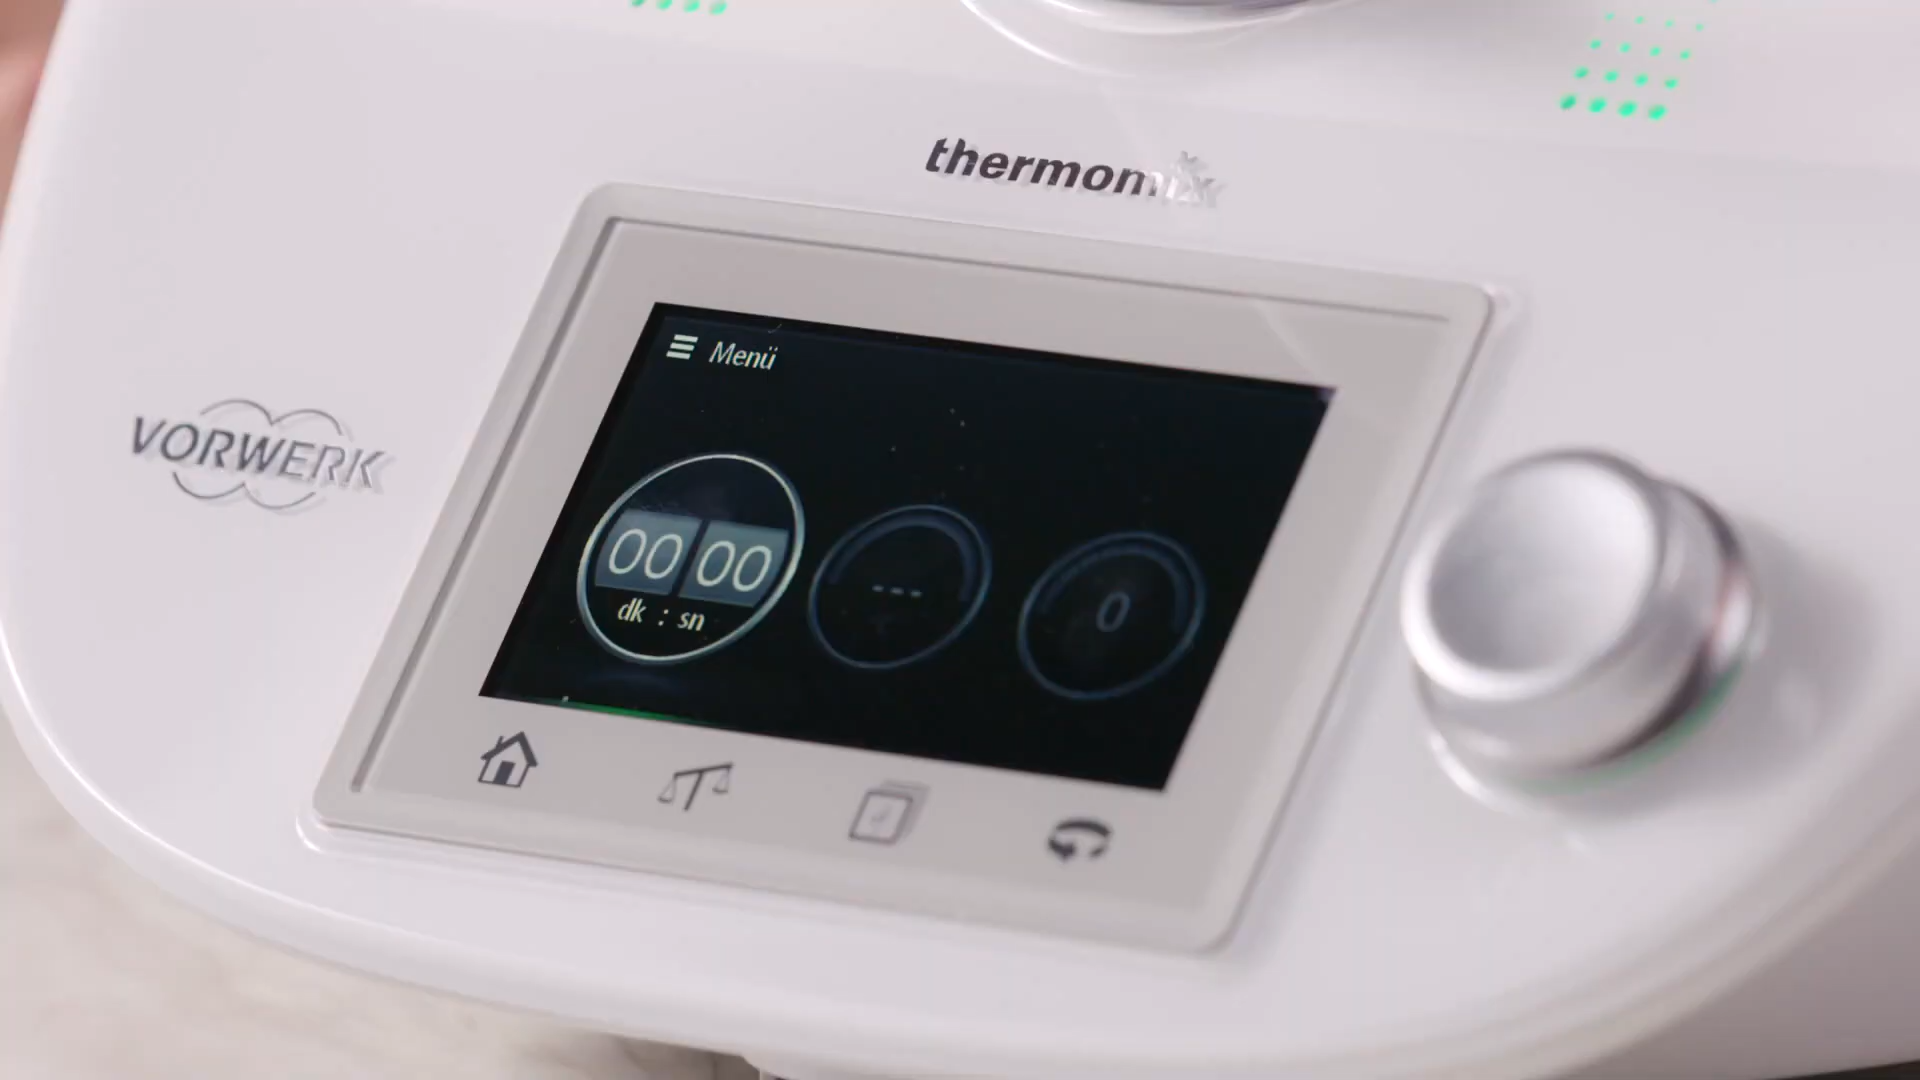 thermomix
VORWERK
Menü
00 00
dk : sn
---
0